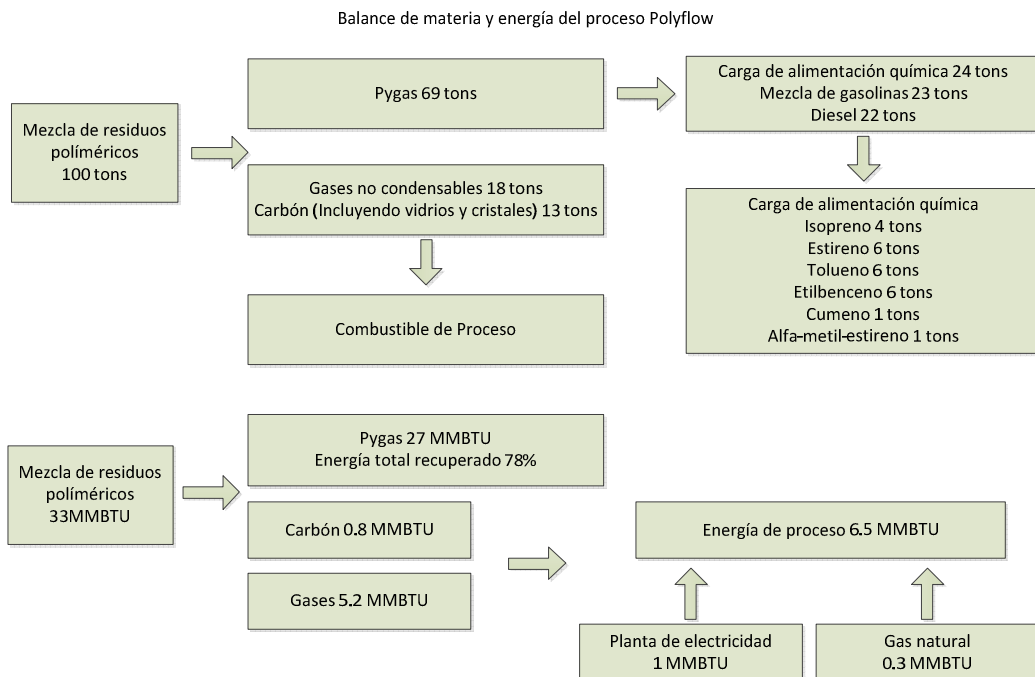 Balance de materia y energía del proceso Polyflow
Mezcla de residuos
políméricos
100 tons
Pygas 69 tons
Carga de alimentación química 24 tons
Mezcla de gasolinas 23 tons
Diesel 22 tons
Gases no condensables 18 tons
Carbón (Incluyendo vidrios y cristales) 13 tons
Combustible de Proceso
Carga de alimentación química
Isopreno 4 tons
Estireno 6 tons
Tolueno 6 tons
Etilbenceno 6 tons
Cumeno 1 tons
Alfa-metil-estireno 1 tons
Mezcla de residuos
políméricos
33MMBTU
Pygas 27 MMBTU
Energía total recuperado 78%
Carbón 0.8 MMBTU
Gases 5.2 MMBTU
Energía de proceso 6.5 MMBTU
Planta de electricidad
1 MMBTU
Gas natural
0.3 MMBTU